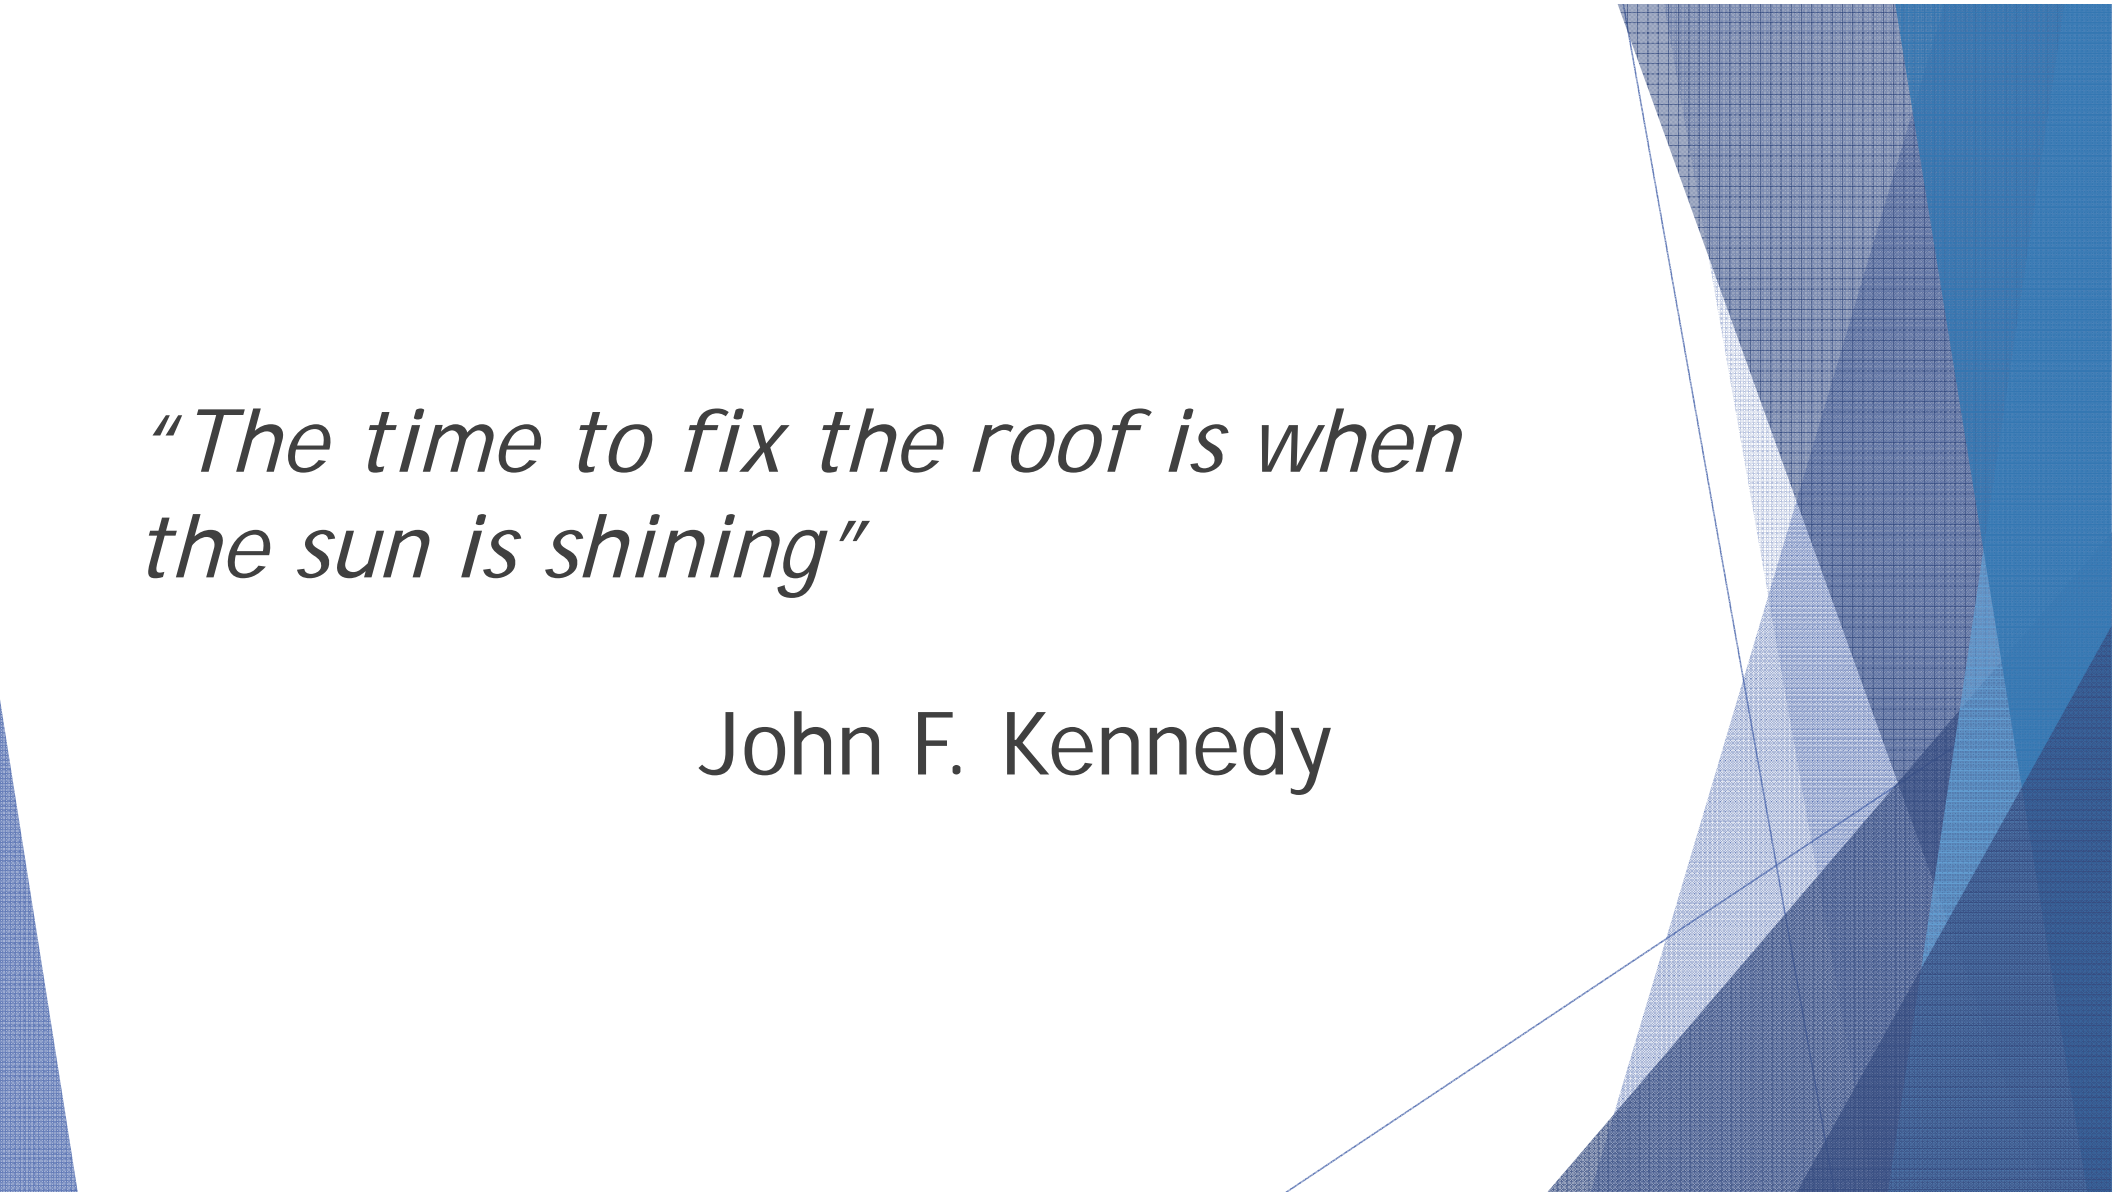 “The time to fix the roof is when
the sun is shining”
John F. Kennedy